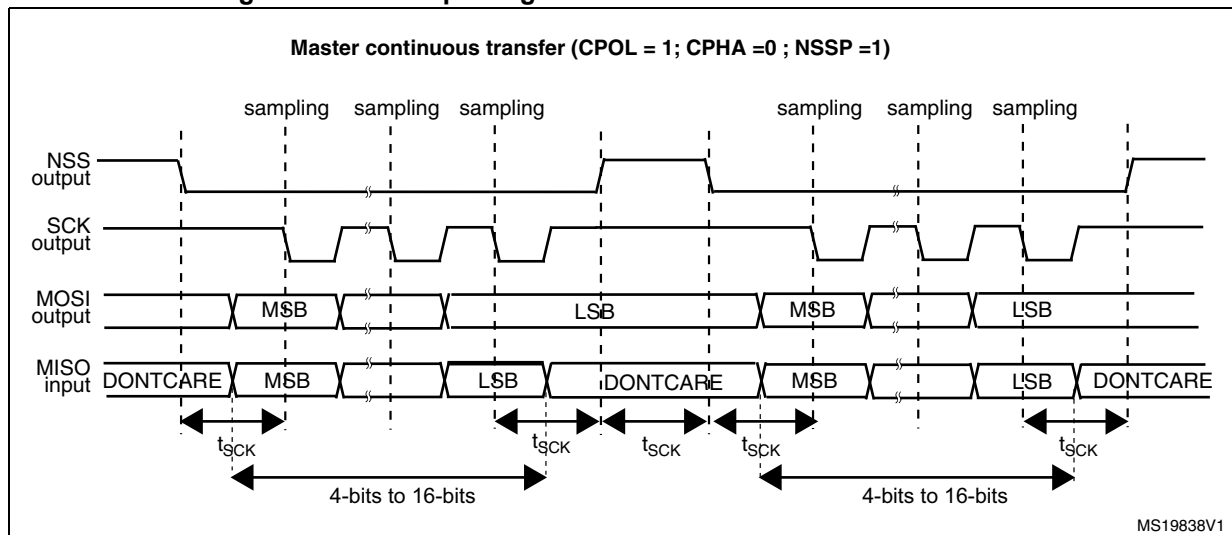 Master continuous transfer (CPOL = 1; CPHA =0 ; NSSP =1)
sampling sampling sampling sampling sampling sampling
NSS
output
SCK
output
MOSI
output
MSB LSB MSB LSB
MISO
input
DONTCARE MSB LSB DONTCARE MSB LSB DONTCARE
tSCK tSCK tSCK tSCK tSCK
4-bits to 16-bits 4-bits to 16-bits
MS19838V1